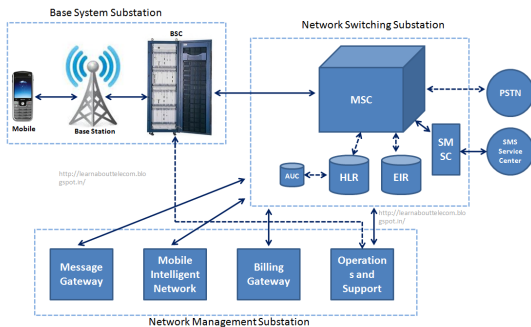 Base System Substation
Network Switching Substation
BSC
MSC
PSTN
Mobile
Base Station
SM
SC
SMS
Service
Center
AUC
HLR
EIR
http://learnabouttelecom.blo
gspot.in/
http://learnabouttelecom.blo
gspot.in/
Message
Gateway
Mobile
Intelligent
Network
Billing
Gateway
Operation
s and
Support
Network Management Substation